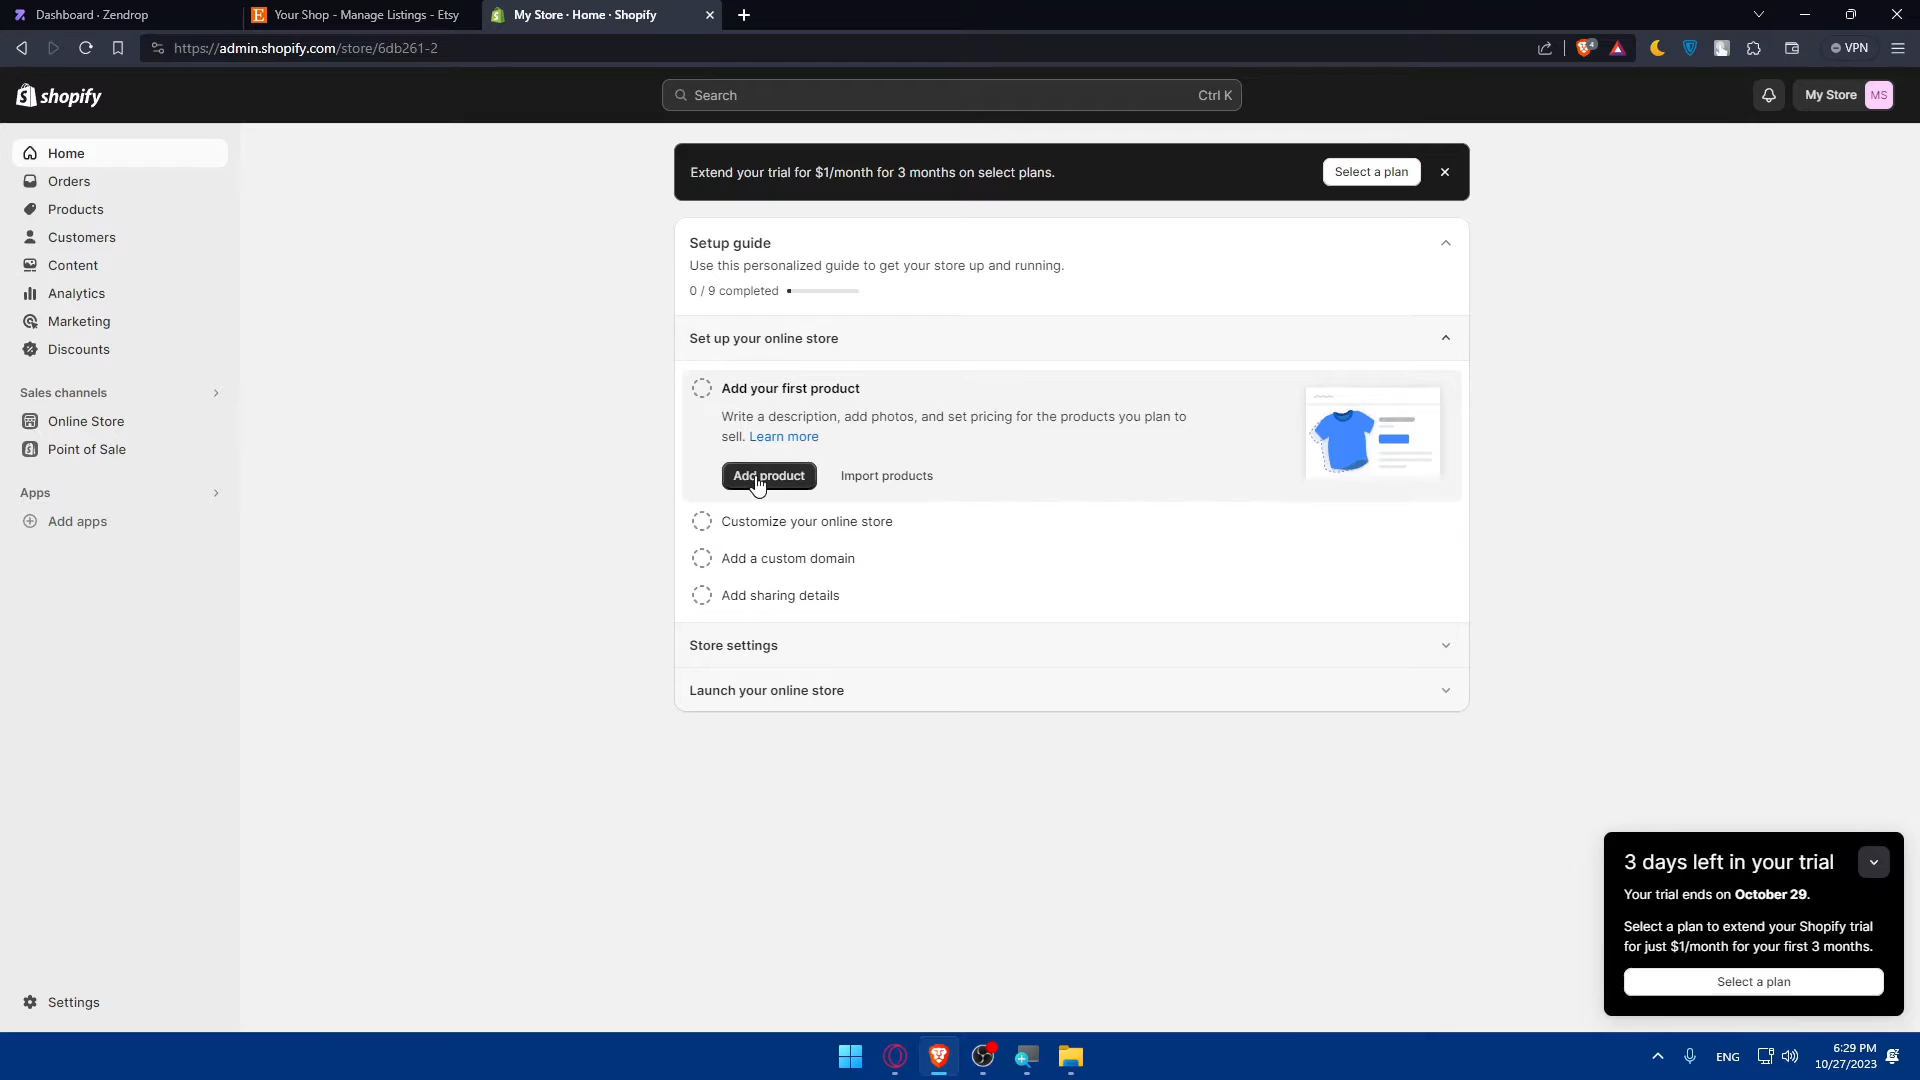 Dashboard · Zendrop
Your Shop - Manage Listings - Etsy
My Store · Home · Shopify
https://admin.shopify.com/store/6db261-2
4
VPN
shopify
Search
Ctrl K
My Store
MS
Home
Orders
Products
Customers
Content
Analytics
Marketing
Discounts
Sales channels
Online Store
Point of Sale
Apps
Add apps
Settings
Extend your trial for $1/month for 3 months on select plans.
Select a plan
Setup guide
Use this personalized guide to get your store up and running.
0 / 9 completed
Set up your online store
Add your first product
Write a description, add photos, and set pricing for the products you plan to
sell. Learn more
Add product
Import products
Customize your online store
Add a custom domain
Add sharing details
Store settings
Launch your online store
3 days left in your trial
Your trial ends on October 29.
Select a plan to extend your Shopify trial
for just $1/month for your first 3 months.
Select a plan
ENG
6:29 PM
10/27/2023